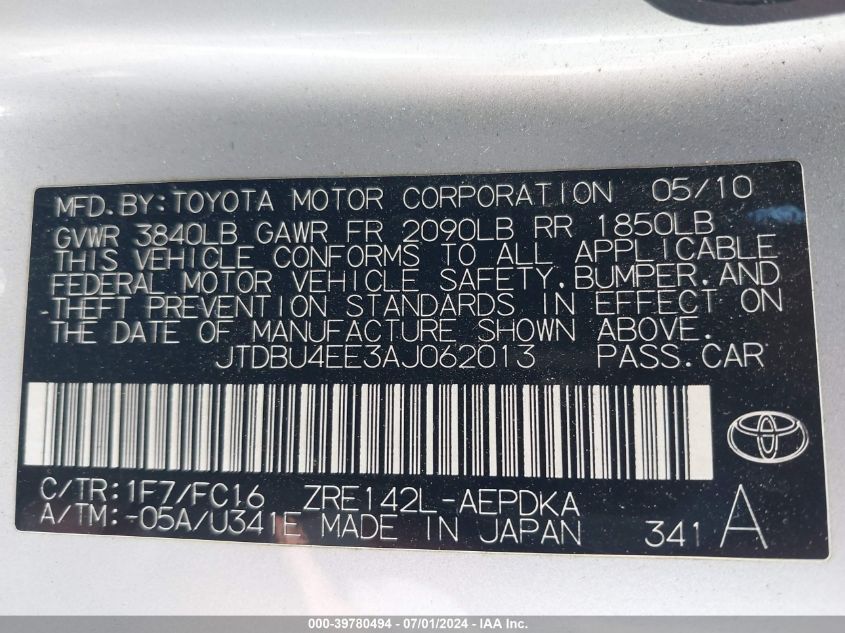 MFD.BY:TOYOTA MOTOR CORPORATION 05/10
GVWR 3840LB GAWR FR 2090LB RR 1850LB
THIS VEHICLE CONFORMS TO ALL APPLICABLE
FEDERAL MOTOR VEHICLE SAFETY,BUMPER,AND
THEFT PREVENTION STANDARDS IN EFFECT ON
THE DATE OF MANUFACTURE SHOWN ABOVE.
JTDBU4EE3AJ062013 PASS.CAR
C/TR:1F7/FC16 ZRE142L-AEPDKA
A/TM:-05A/U341E MADE IN JAPAN 341 A
000-39780494 - 07/01/2024 - IAA Inc.